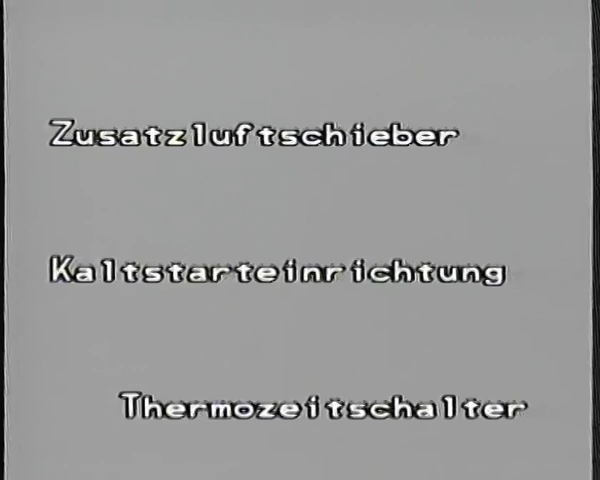 Zusatzluftschieber
Kaltstarteinrichtung
Thermozeitschalter